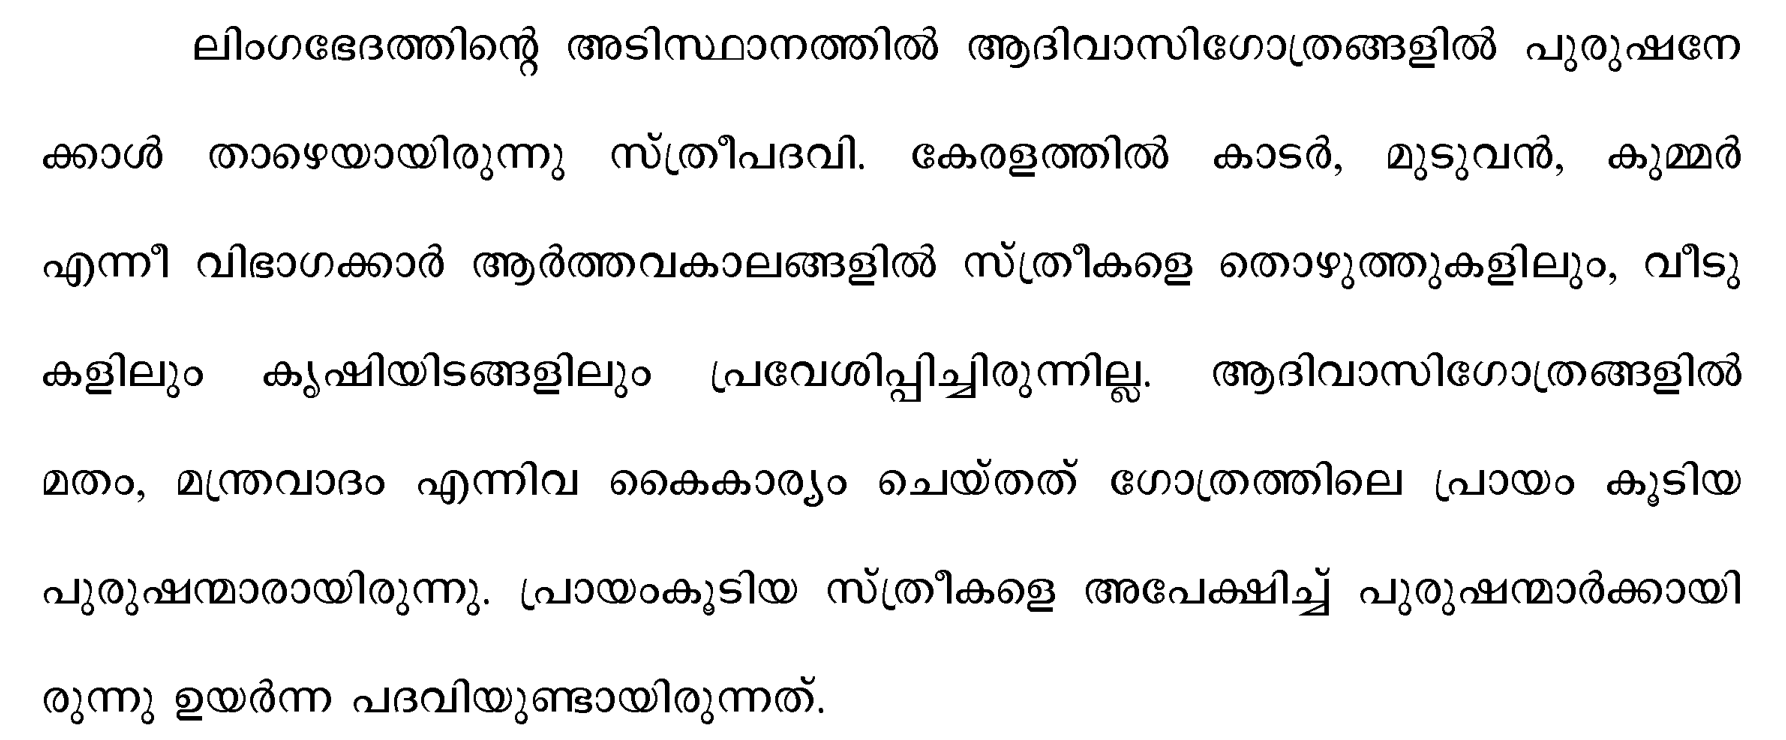 ലിംഗഭേദത്തിന്റെ അടിസ്ഥാനത്തിൽ ആദിവാസിഗോത്രങ്ങളിൽ പുരുഷനേ
ക്കാൾ താഴെയായിരുന്നു സ്ത്രീപദവി. കേരളത്തിൽ കാടർ, മുടുവൻ, കുമ്മർ
എന്നീ വിഭാഗക്കാർ ആർത്തവകാലങ്ങളിൽ സ്ത്രീകളെ തൊഴുത്തുകളിലും, വീടു
കളിലും കൃഷിയിടങ്ങളിലും പ്രവേശിപ്പിച്ചിരുന്നില്ല. ആദിവാസിഗോത്രങ്ങളിൽ
മതം, മന്ത്രവാദം എന്നിവ കൈകാര്യം ചെയ്തത് ഗോത്രത്തിലെ പ്രായം കൂടിയ
പുരുഷന്മാരായിരുന്നു. പ്രായംകൂടിയ സ്ത്രീകളെ അപേക്ഷിച്ച് പുരുഷന്മാർക്കായി
രുന്നു ഉയർന്ന പദവിയുണ്ടായിരുന്നത്.